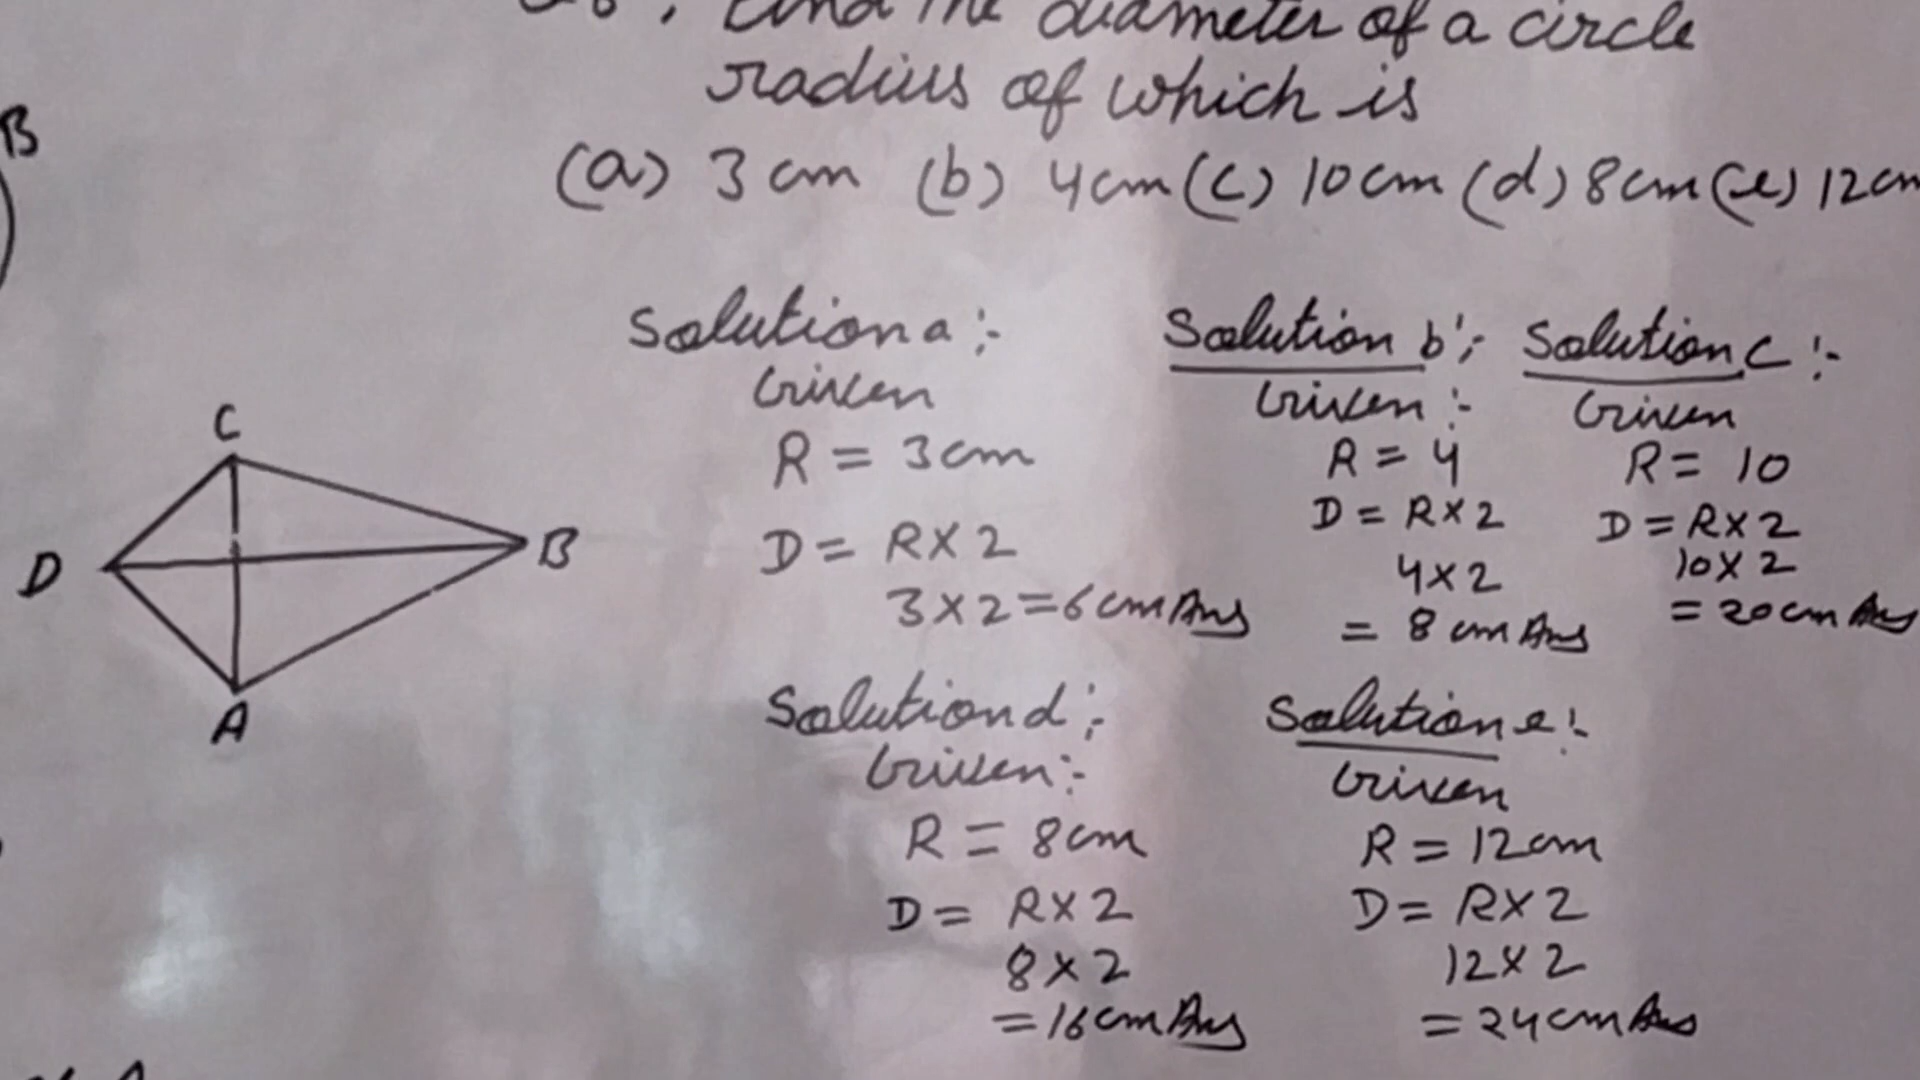 Find the diameter of a circle
radius of which is
(a) 3 cm (b) 4cm (c) 10cm (d) 8cm (e) 12cm
B
Solution a :-
Given
R = 3cm
D = R X 2
3 X 2 = 6cm Ans
Solution b :-
Given :-
R = 4
D = R X 2
4 X 2
= 8 cm Ans
Solution c :-
Given
R = 10
D = R X 2
10 X 2
= 20cm Ans
C
D
B
A
Solution d :-
Given :-
R = 8cm
D = R X 2
8 X 2
= 16cm Ans
Solution e :-
Given
R = 12cm
D = R X 2
12 X 2
= 24cm Ans